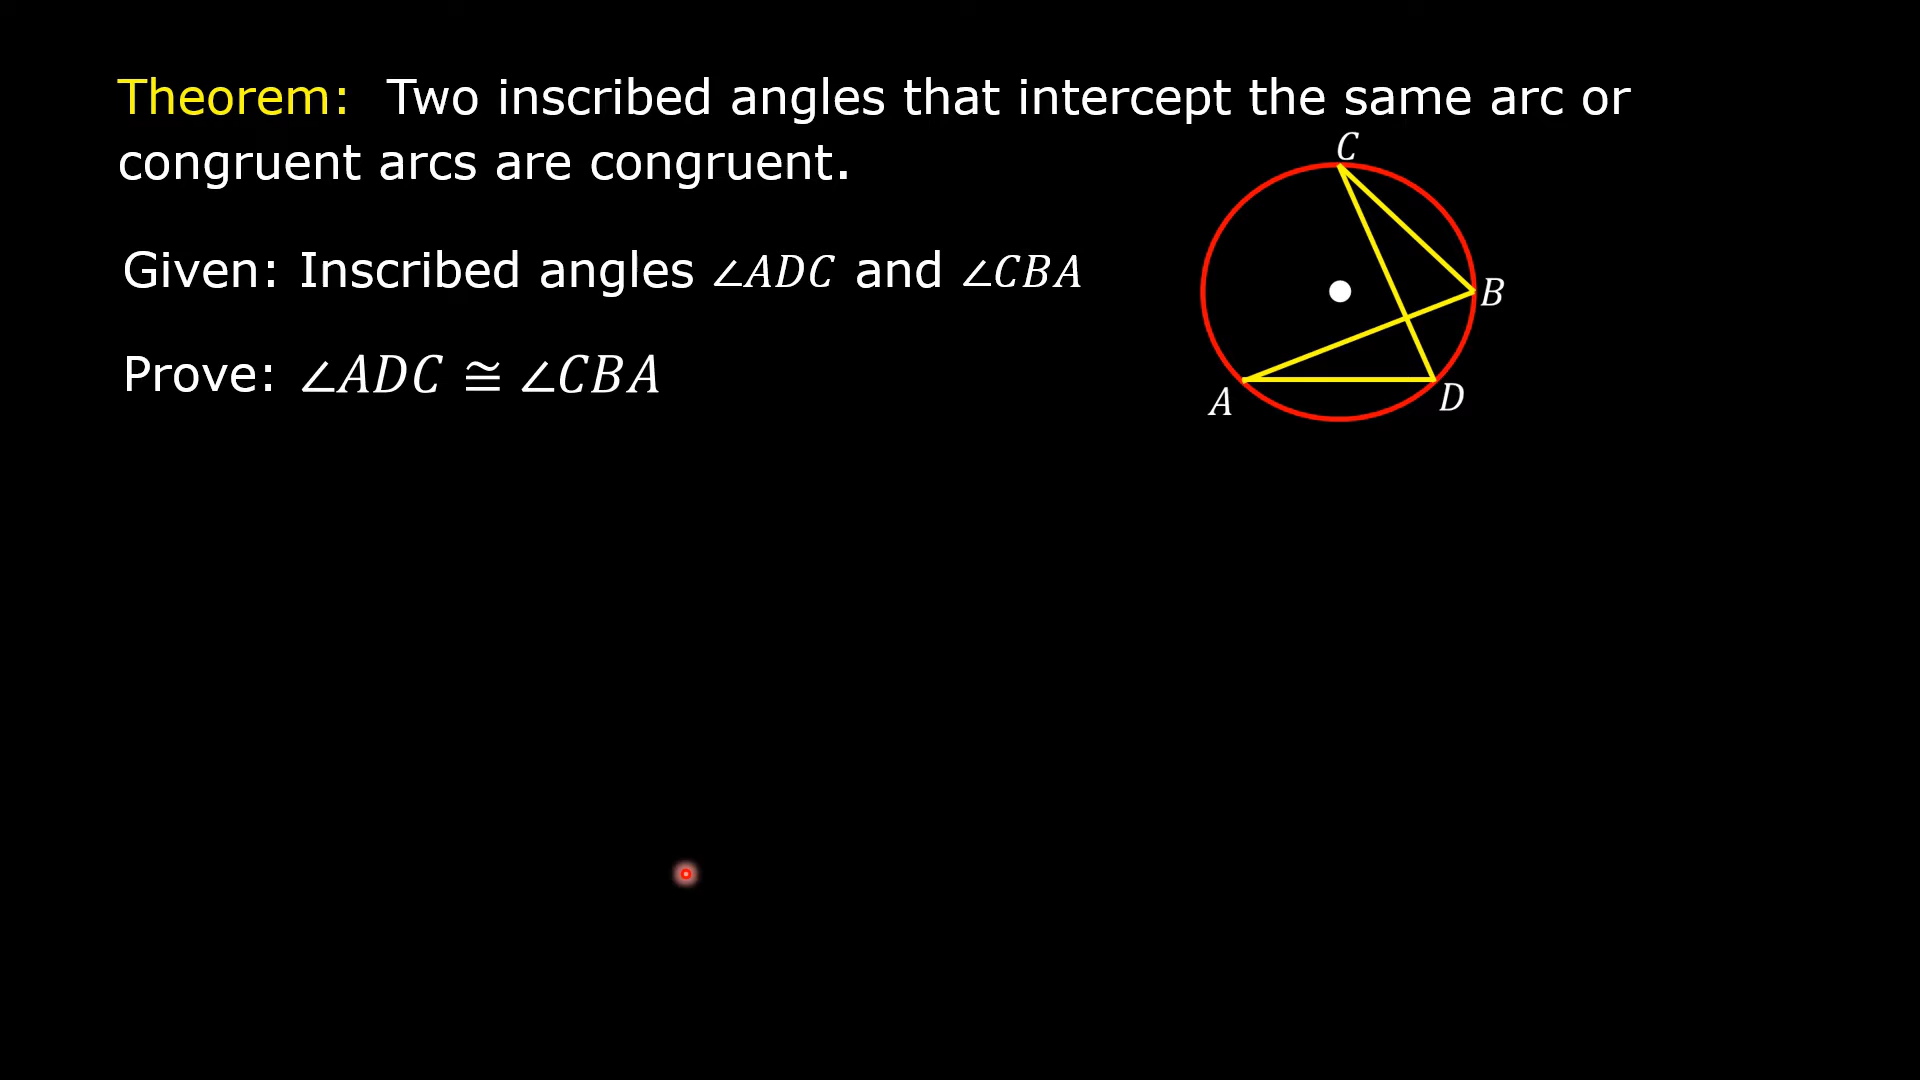 Theorem: Two inscribed angles that intercept the same arc or
congruent arcs are congruent.
C
Given: Inscribed angles ∠ADC and ∠CBA
B
Prove: ∠ADC ≅ ∠CBA
A
D